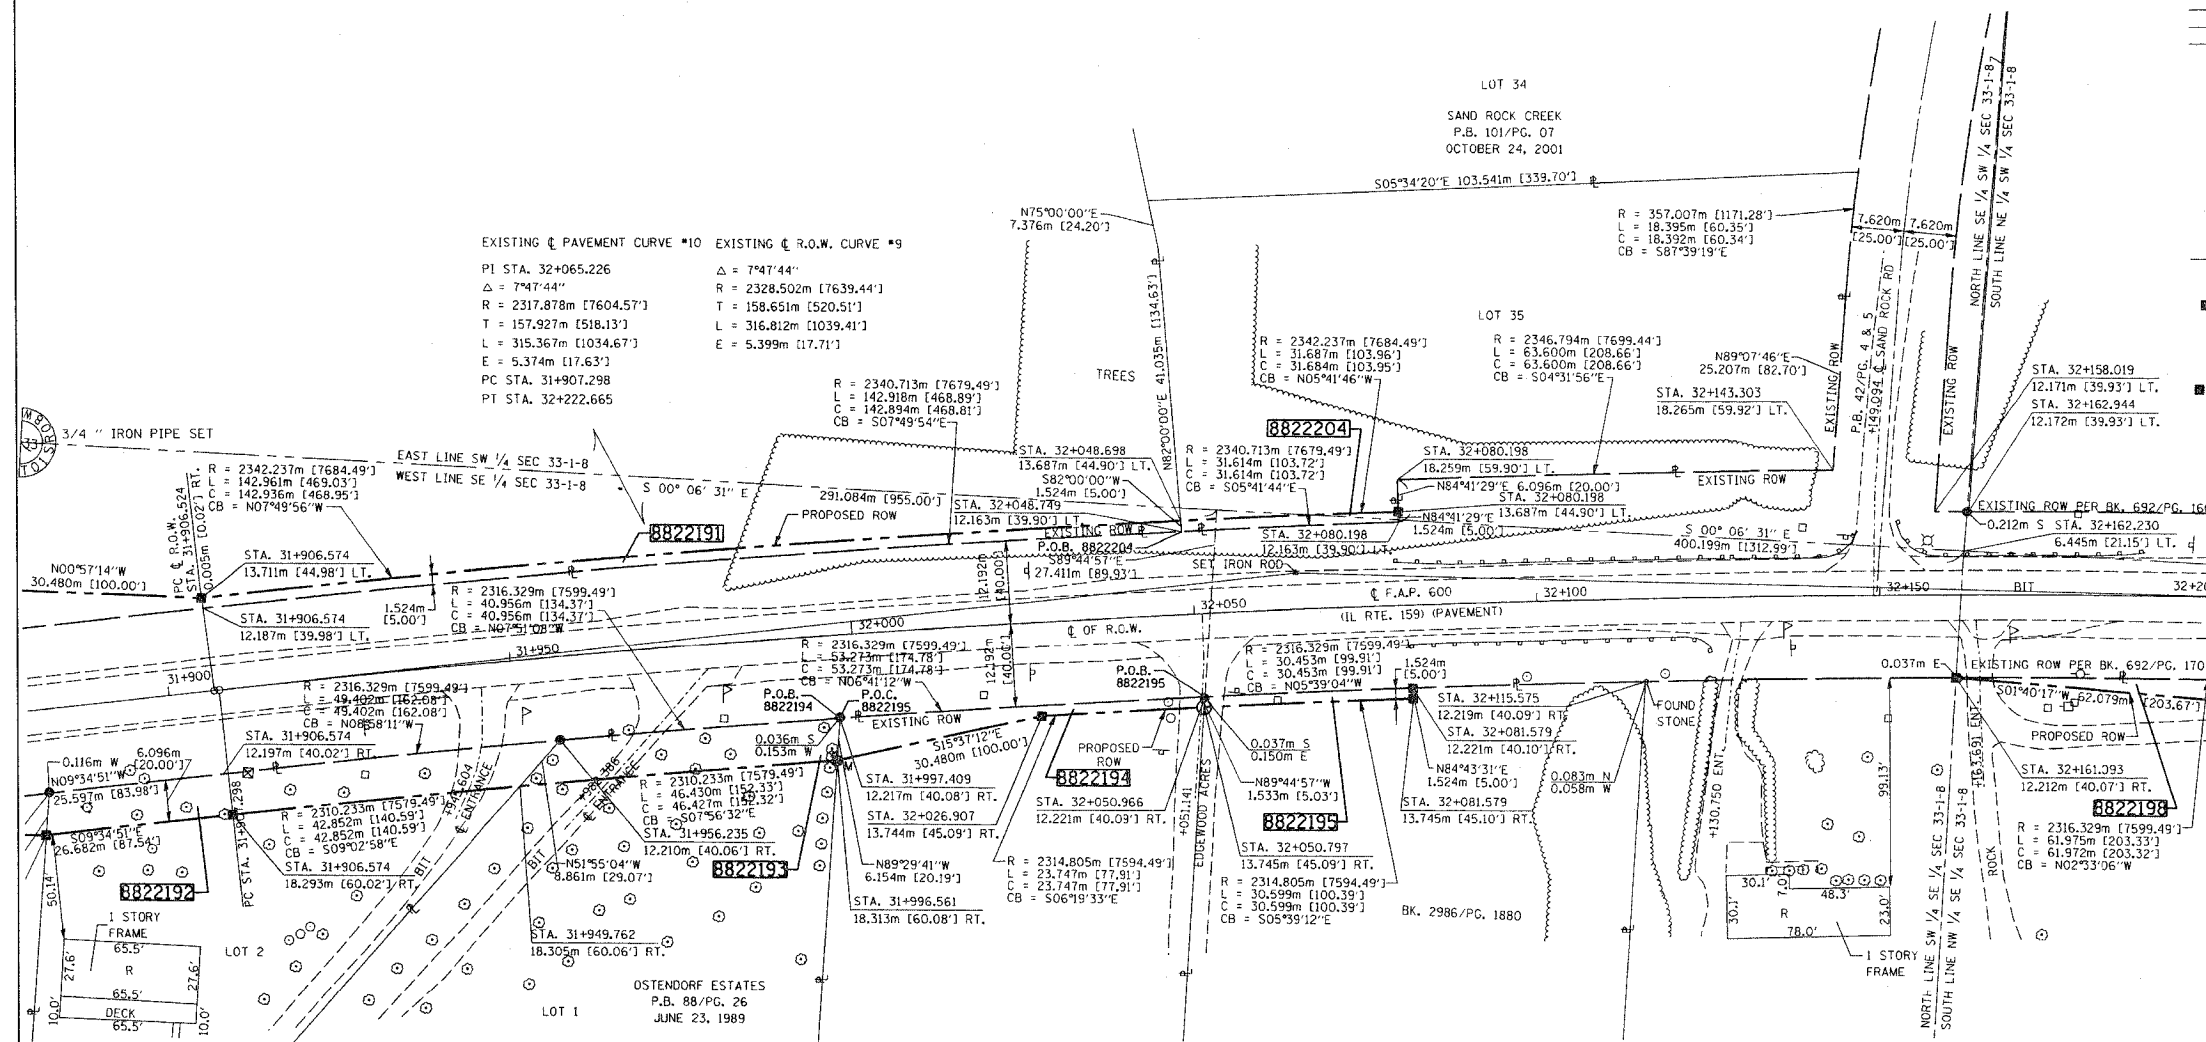 LOT 34
SAND ROCK CREEK
P.B. 101/PG. 07
OCTOBER 24, 2001
S05°34'20"E 103.541m [339.70']
N75°00'00"E
7.376m [24.20']
R = 357.007m [1171.28']
L = 18.395m [60.35']
C = 18.392m [60.34']
CB = S87°39'19"E
7.620m
[25.00']
7.620m
[25.00']
NORTH LINE SE 1/4 SW 1/4 SEC 33-1-8
SOUTH LINE NE 1/4 SW 1/4 SEC 33-1-8
EXISTING ℄ PAVEMENT CURVE #10
PI STA. 32+065.226
△ = 7°47'44"
R = 2317.878m [7604.57']
T = 157.927m [518.13']
L = 315.367m [1034.67']
E = 5.374m [17.63']
PC STA. 31+907.298
PT STA. 32+222.665
EXISTING ℄ R.O.W. CURVE #9
△ = 7°47'44"
R = 2328.502m [7639.44']
T = 158.651m [520.51']
L = 316.812m [1039.41']
E = 5.399m [17.71']
R = 2340.713m [7679.49']
L = 142.918m [468.89']
C = 142.894m [468.81']
CB = S07°49'54"E
TREES
N82°00'00"E 41.035m [134.63']
LOT 35
R = 2342.237m [7684.49']
L = 31.687m [103.96']
C = 31.684m [103.95']
CB = N05°41'46"W
R = 2346.794m [7699.44']
L = 63.600m [208.66']
C = 63.600m [208.66']
CB = S04°31'56"E
N89°07'46"E
25.207m [82.70']
STA. 32+143.303
18.265m [59.92'] LT.
EXISTING ROW
P.B. 42/PG. 4 & 5
+149.094 ℄ SAND ROCK RD
EXISTING ROW
STA. 32+158.019
12.171m [39.93'] LT.
STA. 32+162.944
12.172m [39.93'] LT.
33
T01S
3/4 " IRON PIPE SET
EAST LINE SW 1/4 SEC 33-1-8
WEST LINE SE 1/4 SEC 33-1-8
S 00° 06' 31" E
291.084m [955.00']
PROPOSED ROW
8822191
8822204
R = 2342.237m [7684.49']
L = 142.961m [469.03']
C = 142.936m [468.95']
CB = N07°49'56"W
PC ℄ R.O.W.
STA. 31+906.524
0.005m [0.02'] RT.
STA. 32+048.698
13.687m [44.90'] LT.
S82°00'00"W
1.524m [5.00']
STA. 32+048.749
12.163m [39.90'] LT.
EXISTING ROW
P.O.B. 8822204
S89°44'57"E
27.411m [89.93']
R = 2340.713m [7679.49']
L = 31.614m [103.72']
C = 31.614m [103.72']
CB = S05°41'44"E
STA. 32+080.198
12.163m [39.90'] LT.
SET IRON ROD
STA. 32+080.198
18.259m [59.90'] LT.
N84°41'29"E 6.096m [20.00']
STA. 32+080.198
13.687m [44.90'] LT.
N84°41'29"E
1.524m [5.00']
EXISTING ROW
S 00° 06' 31" E
400.199m [1312.99']
EXISTING ROW PER BK. 692/PG. 16
0.212m S STA. 32+162.230
6.445m [21.15'] LT.
N00°57'14"W
30.480m [100.00']
STA. 31+906.574
13.711m [44.98'] LT.
STA. 31+906.574
12.187m [39.98'] LT.
1.524m
[5.00']
R = 2316.329m [7599.49']
L = 40.956m [134.37']
C = 40.956m [134.37']
CB = N07°51'08"W
12.192m
[40.00']
12.192m
[40.00']
31+900
31+950
32+000
32+050
32+100
32+150
32+20
℄ F.A.P. 600
(IL RTE. 159) (PAVEMENT)
℄ OF R.O.W.
BIT
R = 2316.329m [7599.49']
L = 49.402m [162.08']
C = 49.402m [162.08']
CB = N08°58'11"W
STA. 31+906.574
12.197m [40.02'] RT.
R = 2316.329m [7599.49']
L = 53.273m [174.78']
C = 53.273m [174.78']
CB = N06°41'12"W
P.O.B.
8822194
P.O.C.
8822195
EXISTING ROW
P.O.B.
8822195
R = 2316.329m [7599.49']
L = 30.453m [99.91']
C = 30.453m [99.91']
CB = N05°39'04"W
1.524m
[5.00']
STA. 32+115.575
12.219m [40.09'] RT.
STA. 32+081.579
12.221m [40.10'] RT.
N84°43'31"E
1.524m [5.00']
STA. 32+081.579
13.745m [45.10'] RT.
FOUND
STONE
0.083m N
0.058m W
0.037m E
EXISTING ROW PER BK. 692/PG. 170
S01°40'17"W 62.079m [203.67']
PROPOSED ROW
STA. 32+161.093
12.212m [40.07'] RT.
8822198
R = 2316.329m [7599.49']
L = 61.975m [203.33']
C = 61.972m [203.32']
CB = N02°33'06"W
+163.691 ENT.
ROCK
99.13'
0.116m W
N09°34'51"W
25.597m [83.98']
6.096m
[20.00']
S09°34'51"E
26.682m [87.54']
PC STA. 31+907.298
R = 2310.233m [7579.49']
L = 42.852m [140.59']
C = 42.852m [140.59']
CB = S09°02'58"E
STA. 31+906.574
18.293m [60.02'] RT.
8822192
℄ ENTRANCE
BIT
℄ ENTRANCE
BIT
R = 2310.233m [7579.49']
L = 46.430m [152.33']
C = 46.427m [152.32']
CB = S07°56'32"E
STA. 31+956.235
12.210m [40.06'] RT.
N51°55'04"W
8.861m [29.07']
8822193
STA. 31+949.762
18.305m [60.06'] RT.
0.036m S
0.153m W
STA. 31+997.409
12.217m [40.08'] RT.
STA. 32+026.907
13.744m [45.09'] RT.
N89°29'41"W
6.154m [20.19']
STA. 31+996.561
18.313m [60.08'] RT.
S15°37'12"E
30.480m [100.00']
PROPOSED
ROW
8822194
STA. 32+050.966
12.221m [40.09'] RT.
R = 2314.805m [7594.49']
L = 23.747m [77.91']
C = 23.747m [77.91']
CB = S06°19'33"E
+051.141
EDGEWOOD ACRES
0.037m S
0.150m E
N89°44'57"W
1.533m [5.03']
8822195
STA. 32+050.797
13.745m [45.09'] RT.
R = 2314.805m [7594.49']
L = 30.599m [100.39']
C = 30.599m [100.39']
CB = S05°39'12"E
BK. 2986/PG. 1880
+130.750 ENT.
30.1'
7.0'
48.3'
30.1'
R
23.0'
78.0'
1 STORY
FRAME
NORTH LINE SW 1/4 SE 1/4 SEC 33-1-8
SOUTH LINE NW 1/4 SE 1/4 SEC 33-1-8
50.14'
1 STORY
FRAME
65.5'
27.6'
R
27.6'
65.5'
10.0'
DECK
65.5'
10.0'
LOT 2
LOT 1
OSTENDORF ESTATES
P.B. 88/PG. 26
JUNE 23, 1989